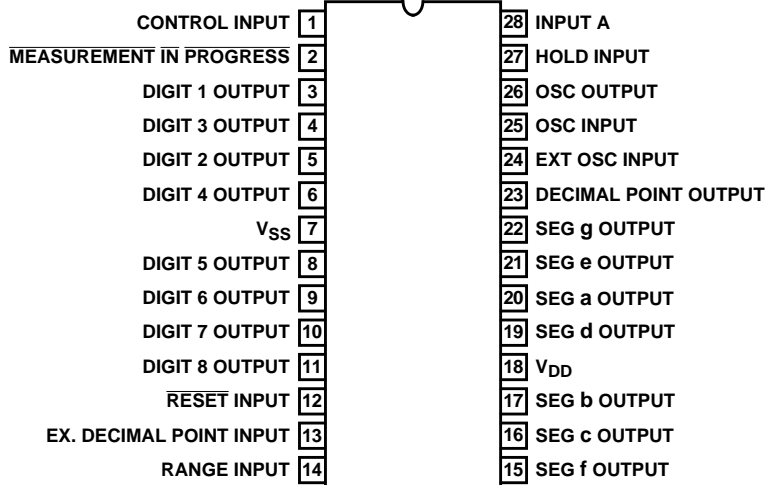 CONTROL INPUT 1 28 INPUT A
MEASUREMENT IN PROGRESS 2 27 HOLD INPUT
DIGIT 1 OUTPUT 3 26 OSC OUTPUT
DIGIT 3 OUTPUT 4 25 OSC INPUT
DIGIT 2 OUTPUT 5 24 EXT OSC INPUT
DIGIT 4 OUTPUT 6 23 DECIMAL POINT OUTPUT
VSS 7 22 SEG g OUTPUT
DIGIT 5 OUTPUT 8 21 SEG e OUTPUT
DIGIT 6 OUTPUT 9 20 SEG a OUTPUT
DIGIT 7 OUTPUT 10 19 SEG d OUTPUT
DIGIT 8 OUTPUT 11 18 VDD
RESET INPUT 12 17 SEG b OUTPUT
EX. DECIMAL POINT INPUT 13 16 SEG c OUTPUT
RANGE INPUT 14 15 SEG f OUTPUT